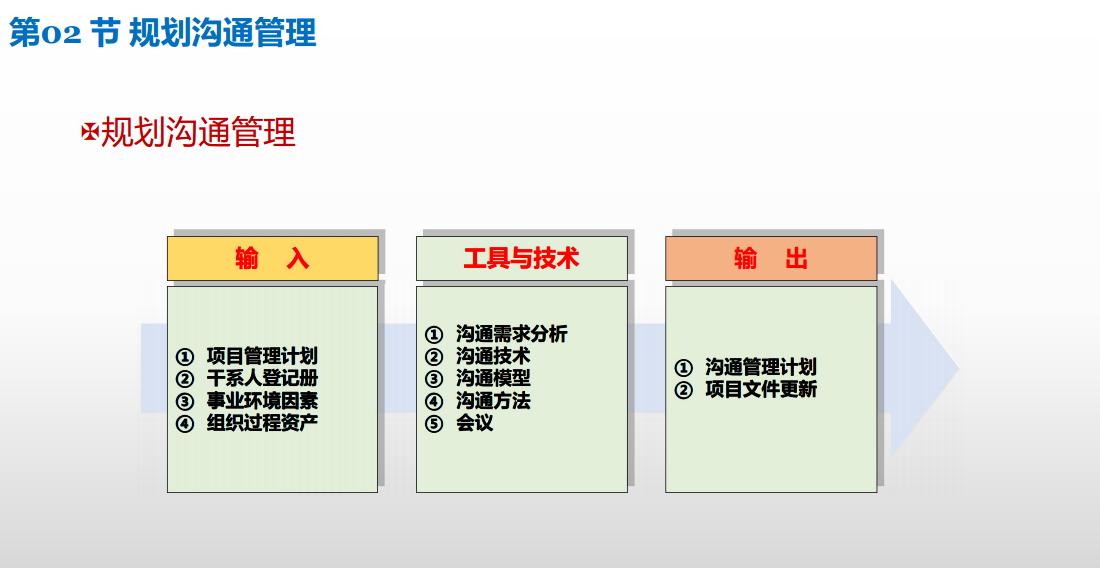 第02 节 规划沟通管理
✠规划沟通管理
输 入
① 项目管理计划
② 干系人登记册
③ 事业环境因素
④ 组织过程资产
工具与技术
① 沟通需求分析
② 沟通技术
③ 沟通模型
④ 沟通方法
⑤ 会议
输 出
① 沟通管理计划
② 项目文件更新